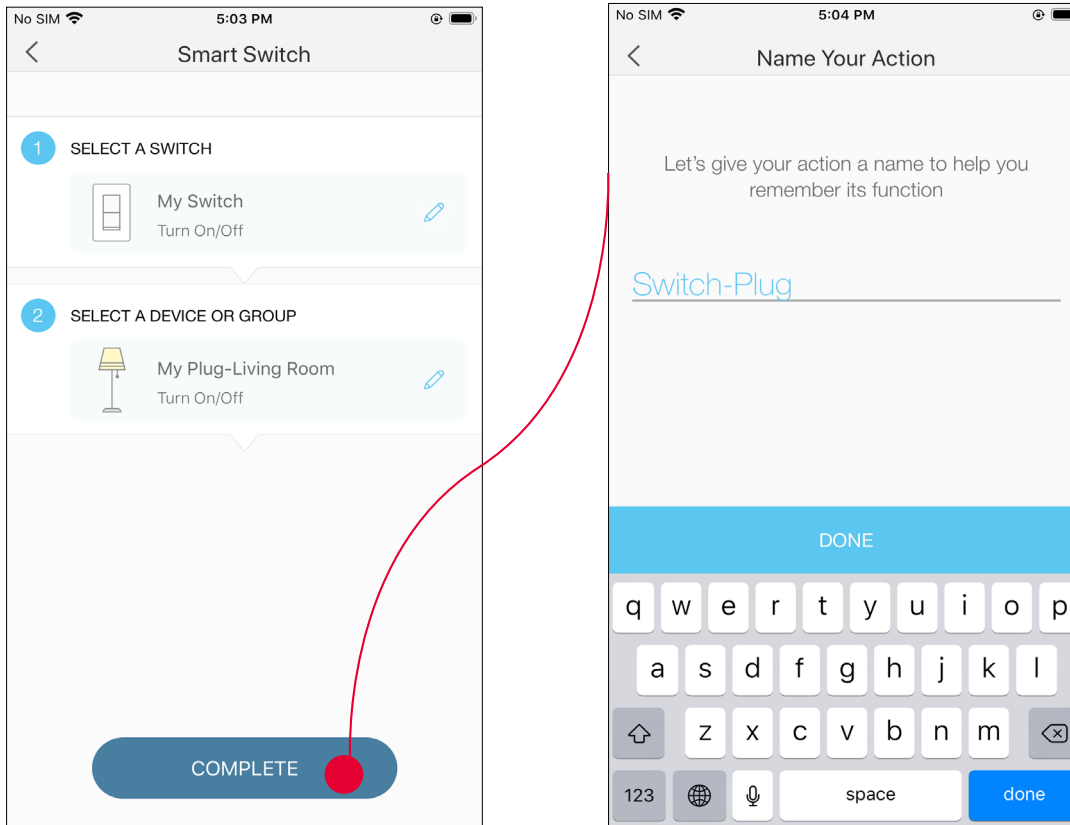 No SIM 5:03 PM
Smart Switch
1 SELECT A SWITCH
My Switch
Turn On/Off
2 SELECT A DEVICE OR GROUP
My Plug-Living Room
Turn On/Off
COMPLETE
No SIM 5:04 PM
Name Your Action
Let's give your action a name to help you
remember its function
Switch-Plug
DONE
q w e r t y u i o p
a s d f g h j k l
z x c v b n m
123 space done